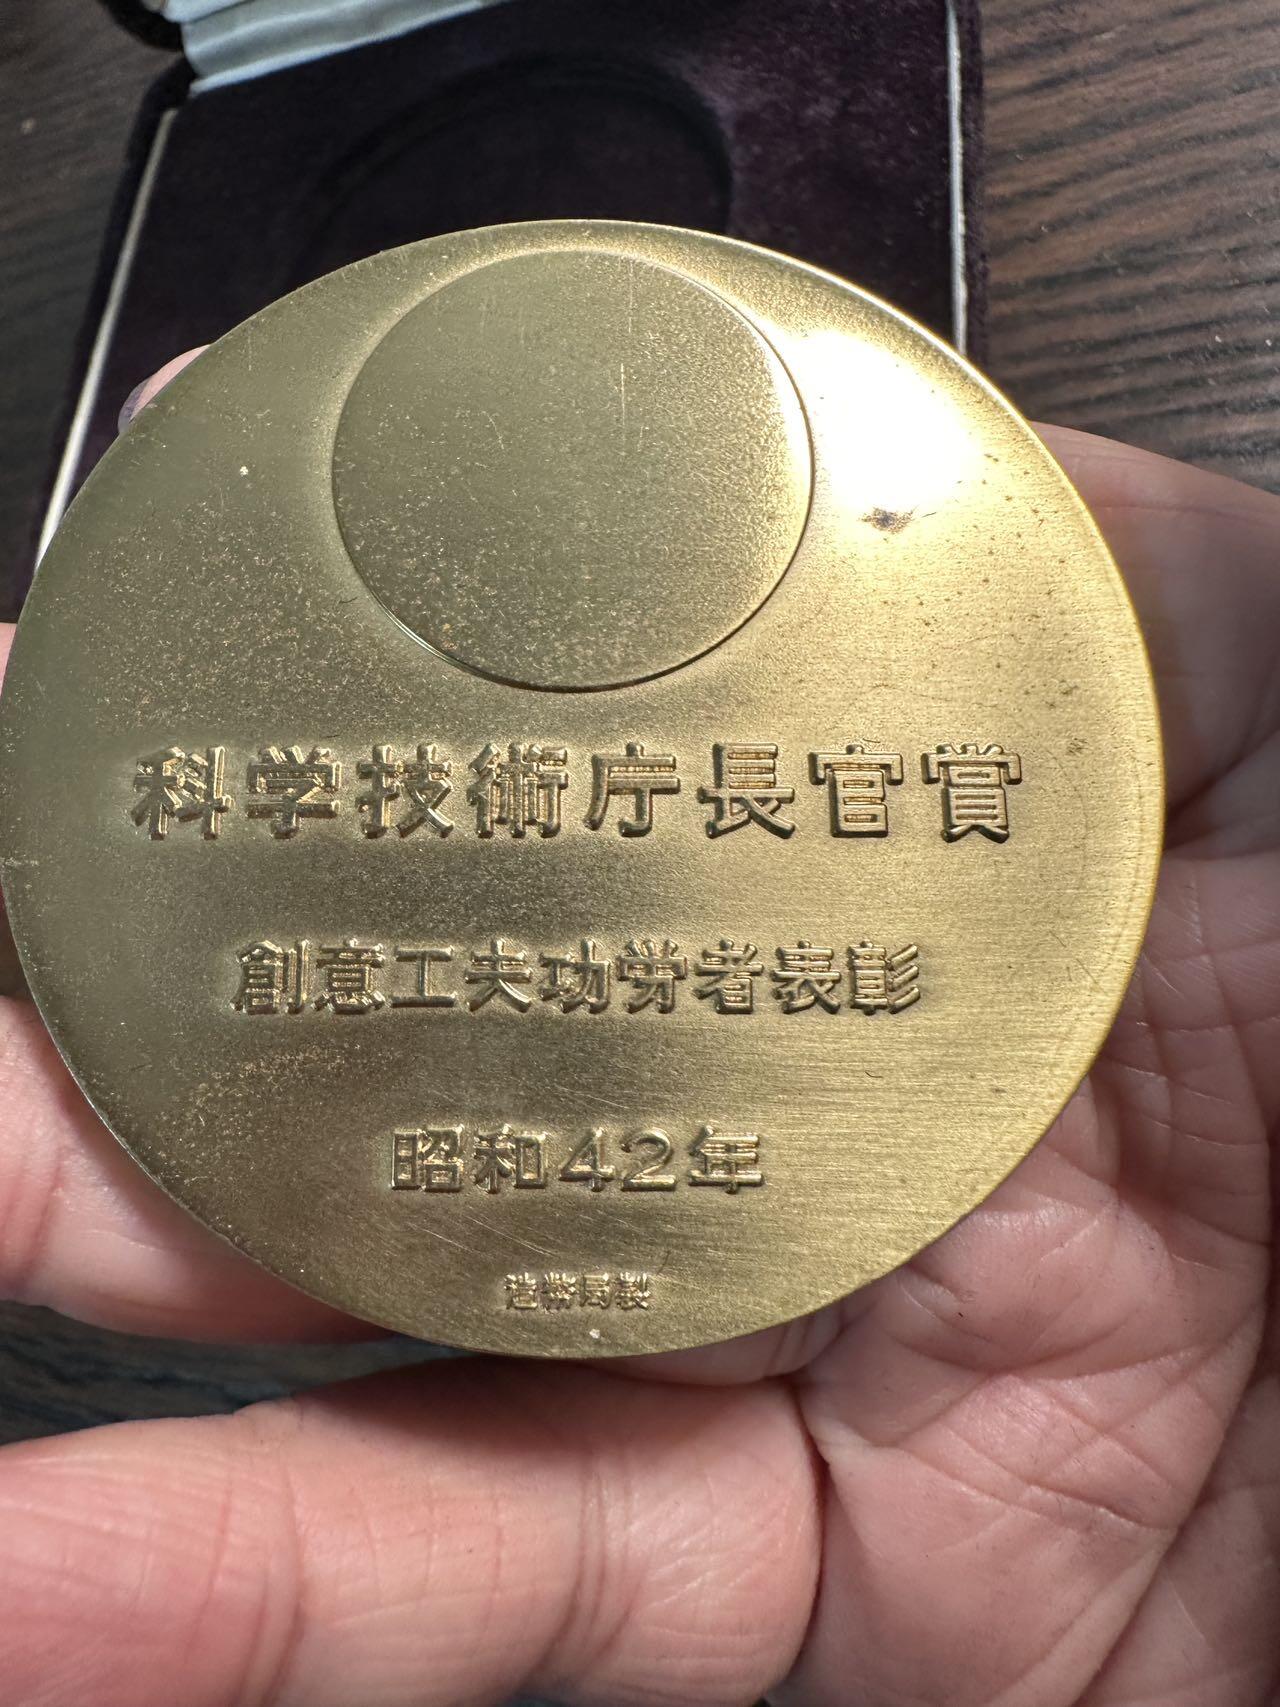 科学技術庁長官賞
創意工夫功労者表彰
昭和42年
造幣局製